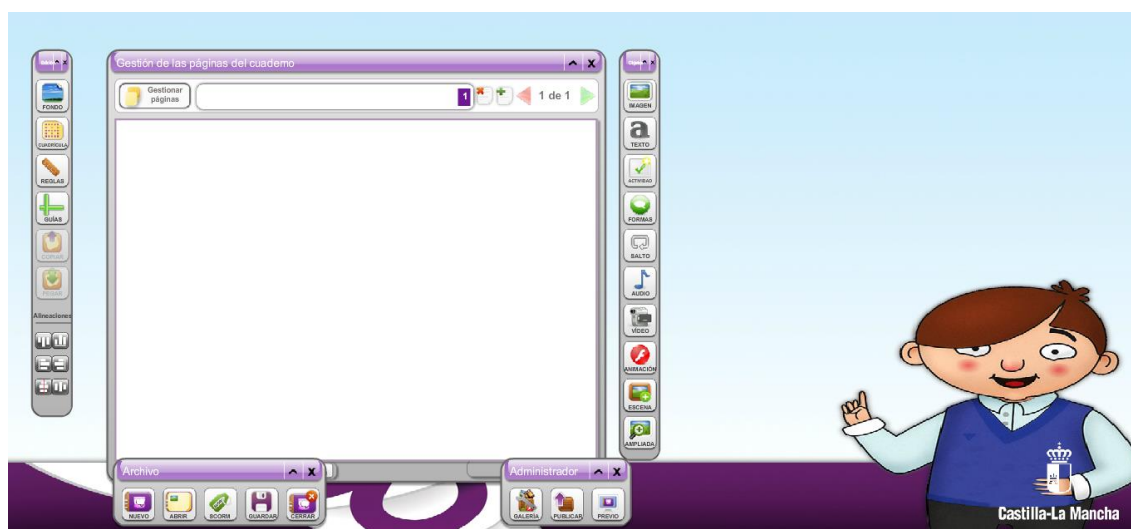 FONDO
CUADRICULA
REGLAS
GUÍAS
COPIAR
PEGAR
Alineaciones
Gestión de las páginas del cuaderno
Gestionar
páginas
1
1 de 1
IMAGEN
TEXTO
ACTIVIDAD
FORMAS
SALTO
AUDIO
VÍDEO
ANIMACIÓN
ESCENA
AMPLIADA
Archivo
NUEVO ABRIR SCORM GUARDAR CERRAR
Administrador
GALERÍA PUBLICAR PREVIO
Castilla-La Mancha